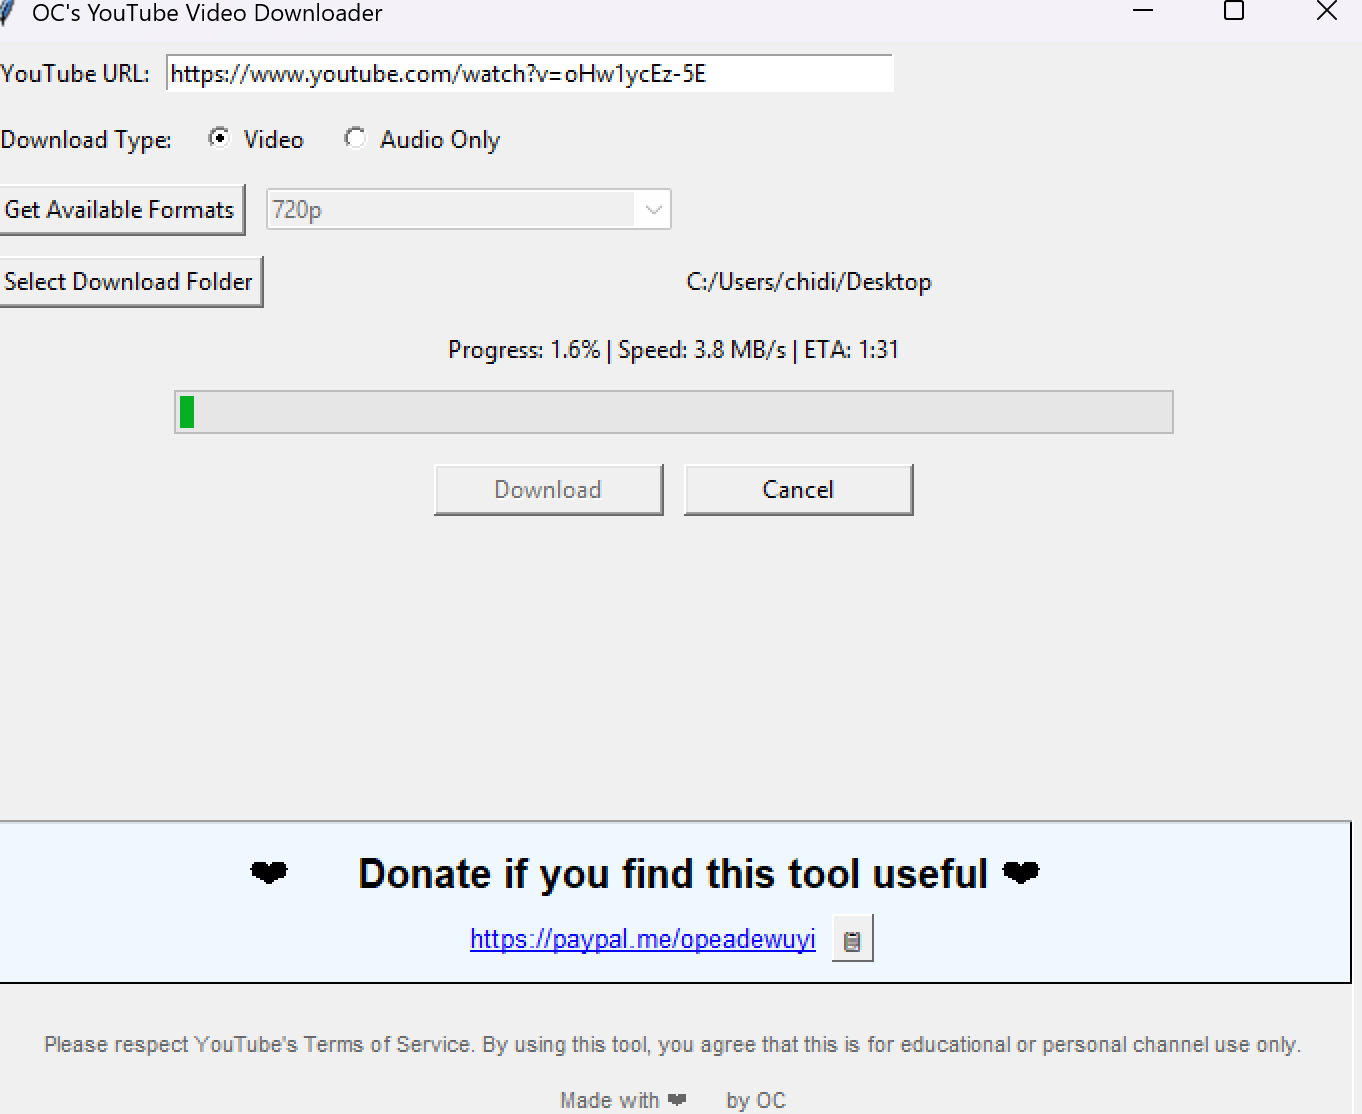 OC's YouTube Video Downloader
YouTube URL: https://www.youtube.com/watch?v=oHw1ycEz-5E
Download Type: Video Audio Only
Get Available Formats 720p
Select Download Folder C:/Users/chidi/Desktop
Progress: 1.6% | Speed: 3.8 MB/s | ETA: 1:31
Download Cancel
❤ Donate if you find this tool useful ❤
https://paypal.me/opeadewuyi
Please respect YouTube's Terms of Service. By using this tool, you agree that this is for educational or personal channel use only.
Made with ❤ by OC